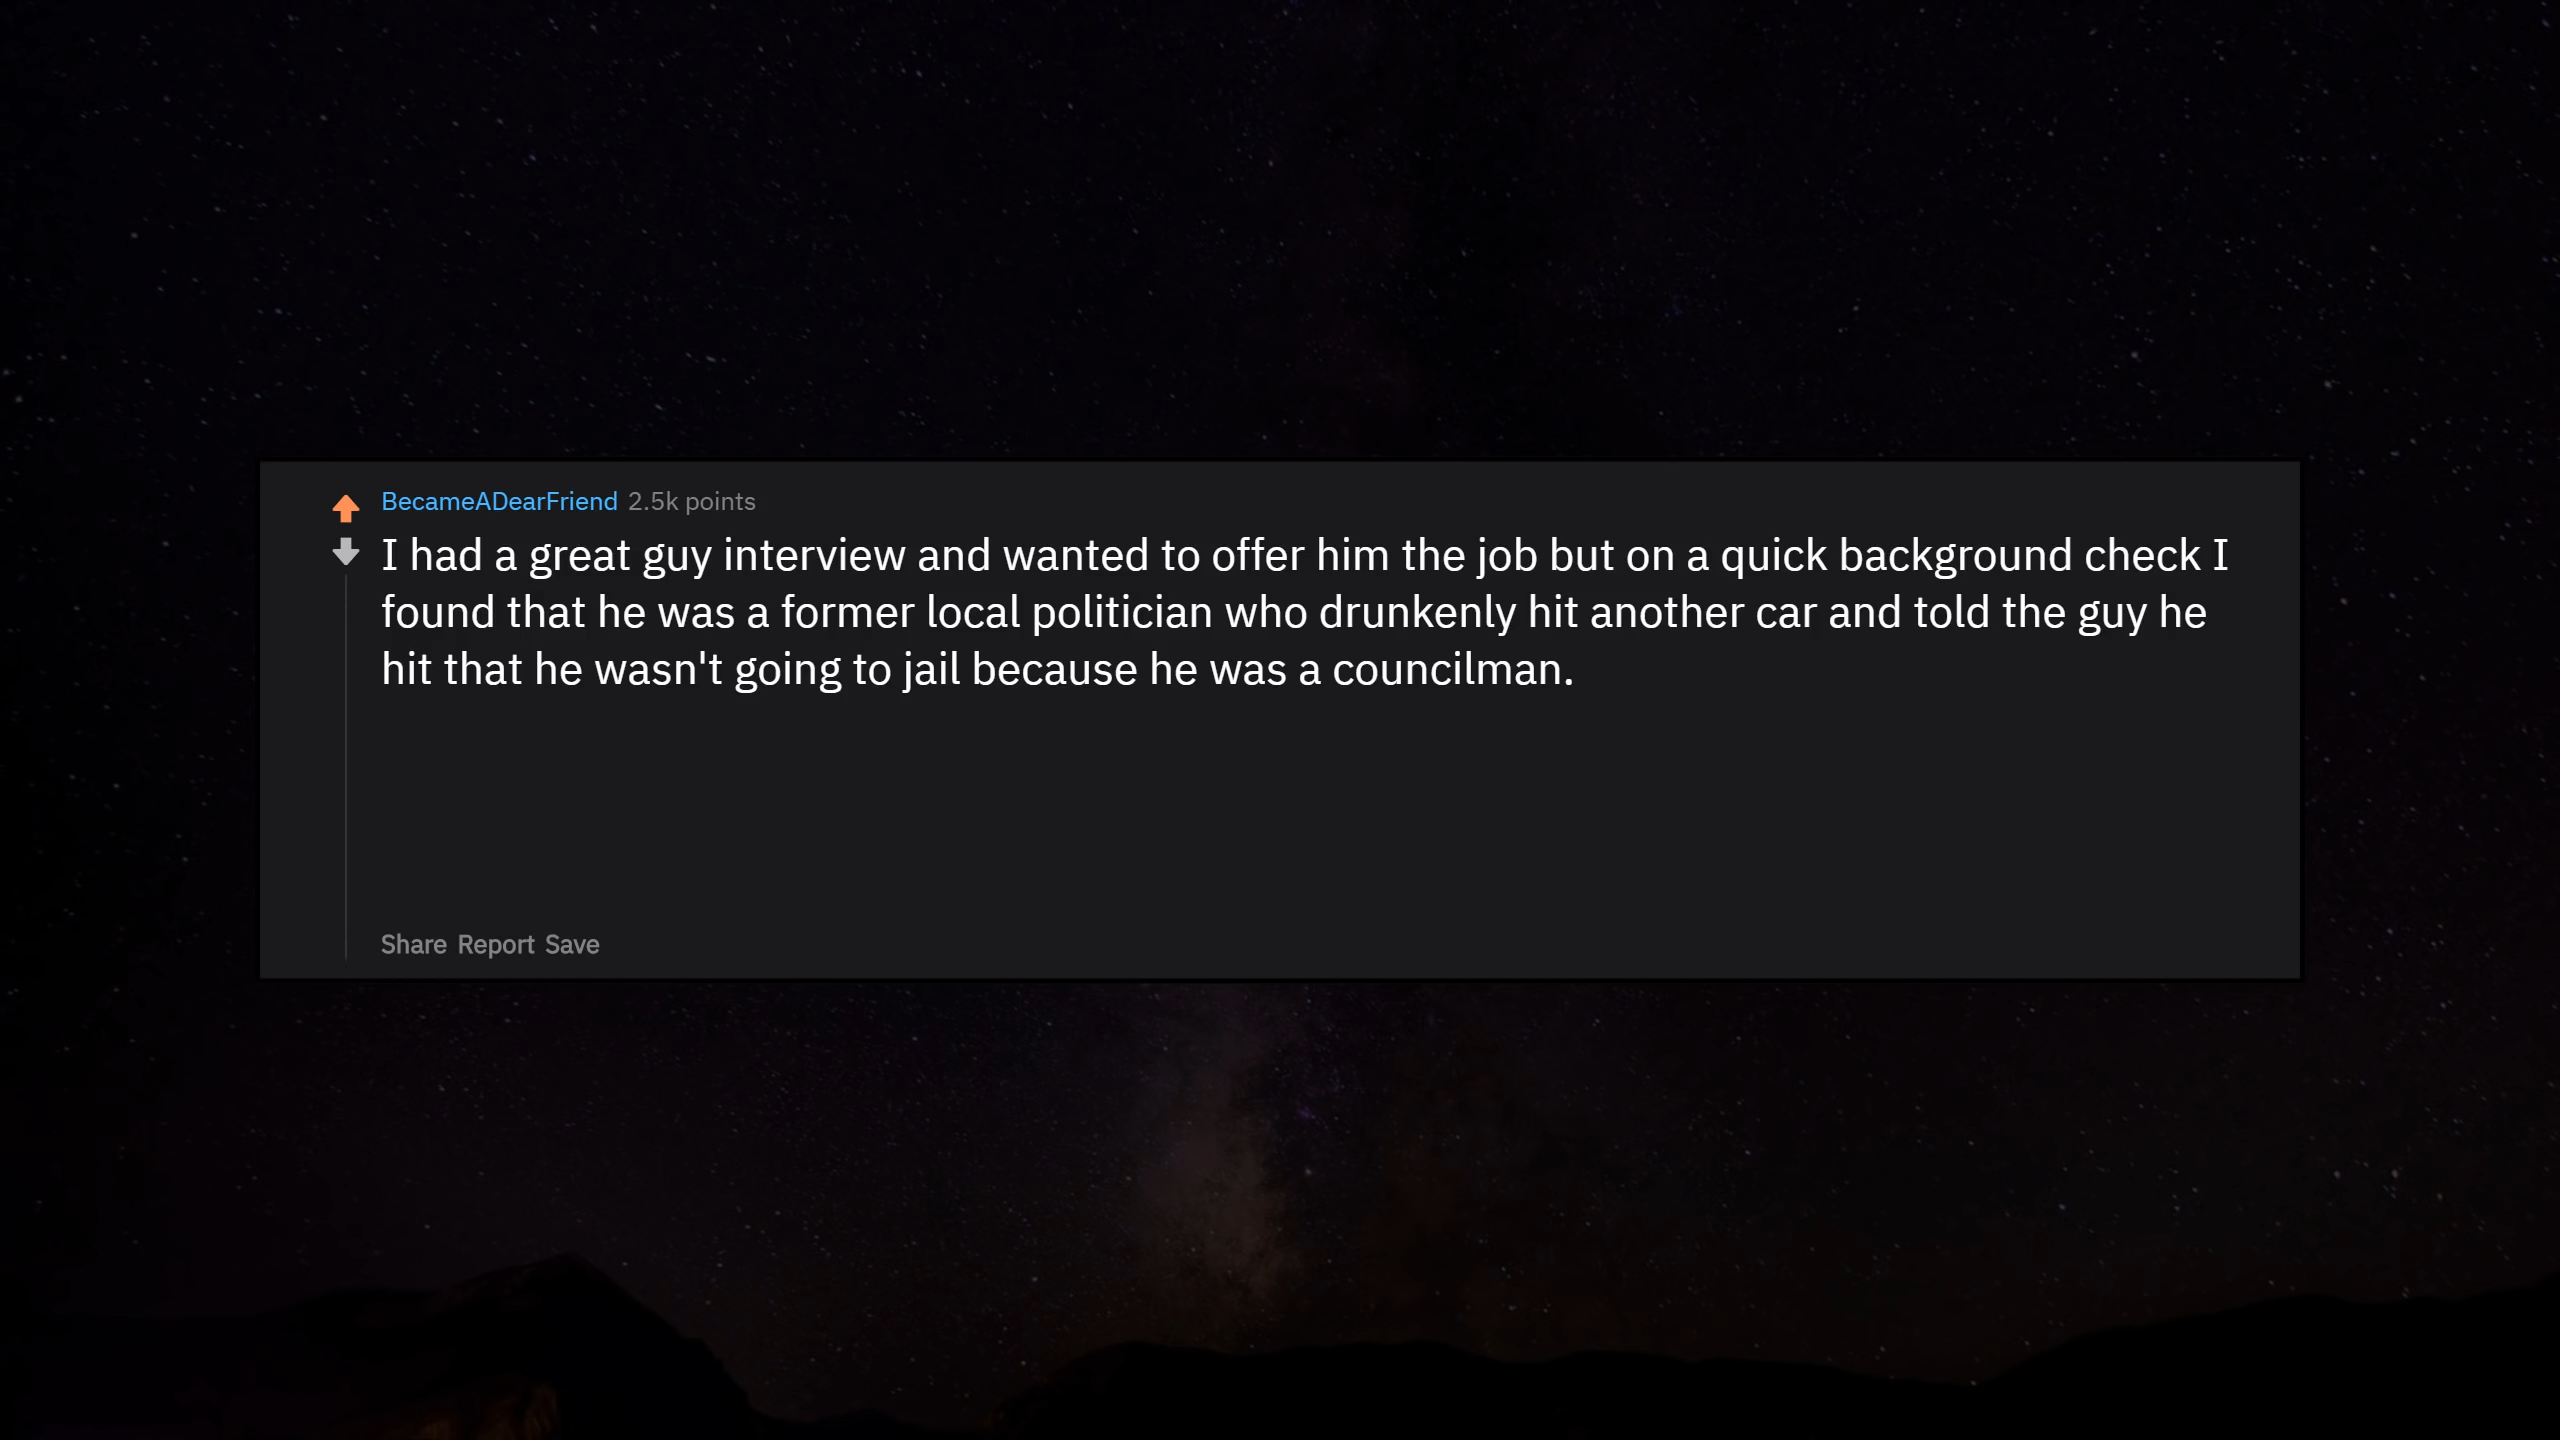 BecameADearFriend 2.5k points
I had a great guy interview and wanted to offer him the job but on a quick background check I
found that he was a former local politician who drunkenly hit another car and told the guy he
hit that he wasn't going to jail because he was a councilman.
Share Report Save